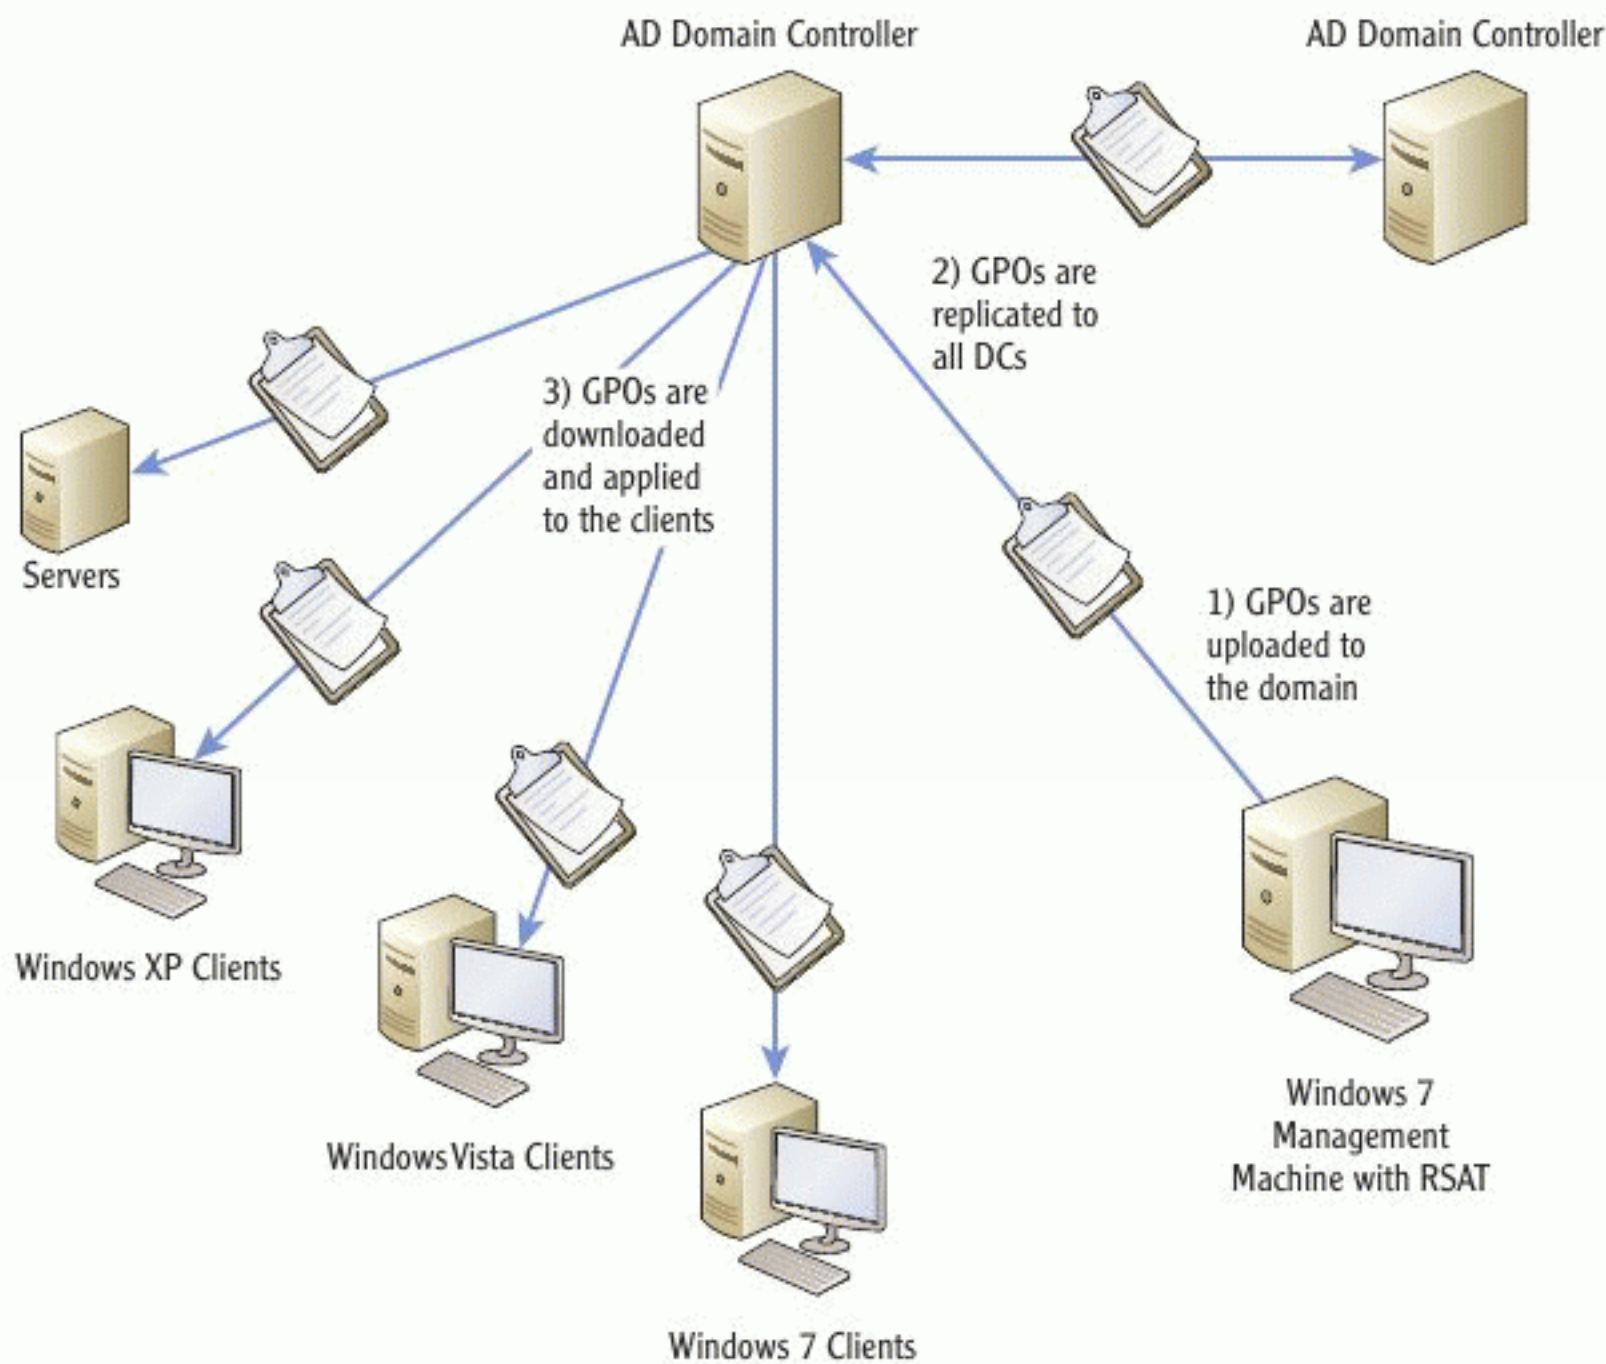 AD Domain Controller
AD Domain Controller
2) GPOs are
replicated to
all DCs
3) GPOs are
downloaded
and applied
to the clients
Servers
1) GPOs are
uploaded to
the domain
Windows XP Clients
Windows Vista Clients
Windows 7
Management
Machine with RSAT
Windows 7 Clients